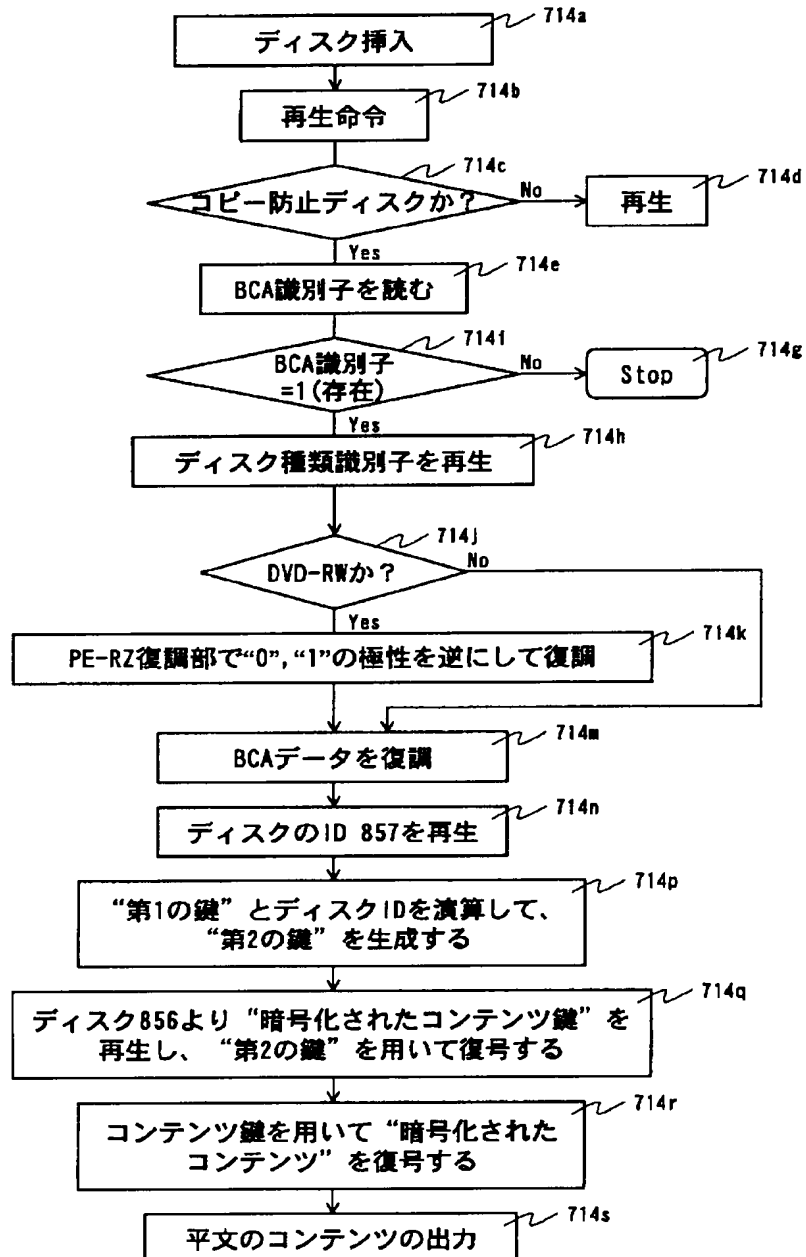 ディスク挿入
714a
再生命令
714b
コピー防止ディスクか？
714c
No
再生
714d
Yes
BCA識別子を読む
714e
BCA識別子
=1(存在)
714i
No
Stop
714g
Yes
ディスク種類識別子を再生
714h
DVD-RWか？
714j
No
Yes
PE-RZ復調部で“0”,“1”の極性を逆にして復調
714k
BCAデータを復調
714m
ディスクのID 857を再生
714n
“第1の鍵”とディスクIDを演算して、
“第2の鍵”を生成する
714p
ディスク856より“暗号化されたコンテンツ鍵”を
再生し、“第2の鍵”を用いて復号する
714q
コンテンツ鍵を用いて“暗号化された
コンテンツ”を復号する
714r
平文のコンテンツの出力
714s